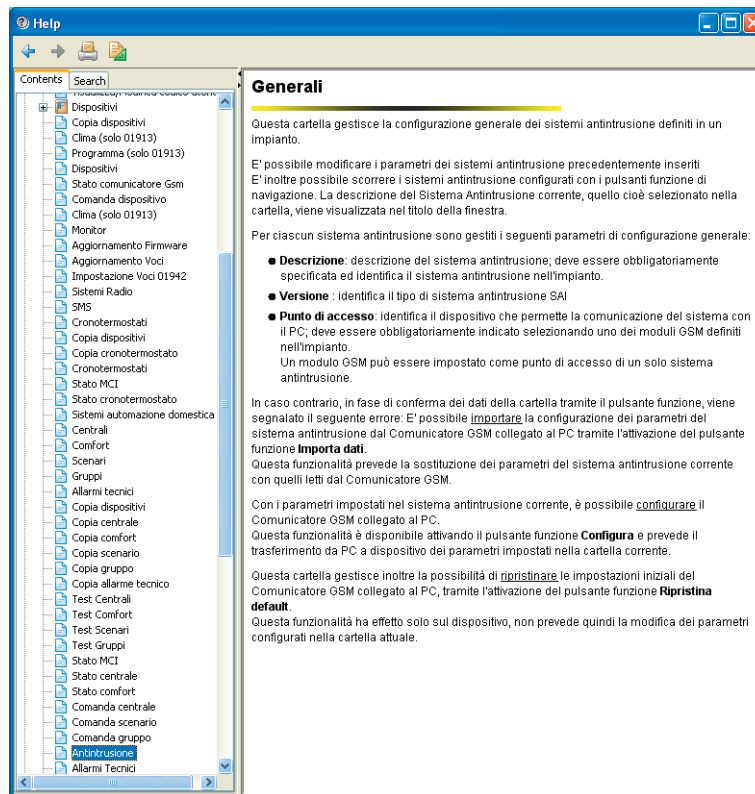 Help
Contents
Search
Dispositivi
Copia dispositivi
Clima (solo 01913)
Programma (solo 01913)
Dispositivi
Stato comunicatore Gsm
Comanda dispositivo
Clima (solo 01913)
Monitor
Aggiornamento Firmware
Aggiornamento Voci
Impostazione Voci 01942
Sistemi Radio
SMS
Cronotermostati
Copia dispositivi
Copia cronotermostato
Cronotermostati
Stato MCI
Stato cronotermostato
Sistemi automazione domestica
Centrali
Comfort
Scenari
Gruppi
Allarmi tecnici
Copia dispositivi
Copia centrale
Copia comfort
Copia scenario
Copia gruppo
Copia allarme tecnico
Test Centrali
Test Comfort
Test Scenari
Test Gruppi
Stato MCI
Stato centrale
Stato comfort
Comanda centrale
Comanda scenario
Comanda gruppo
Antintrusione
Allarmi Tecnici
Generali
Questa cartella gestisce la configurazione generale dei sistemi antintrusione definiti in un
impianto.
E' possibile modificare i parametri dei sistemi antintrusione precedentemente inseriti
E' inoltre possibile scorrere i sistemi antintrusione configurati con i pulsanti funzione di
navigazione. La descrizione del Sistema Antintrusione corrente, quello cioè selezionato nella
cartella, viene visualizzata nel titolo della finestra.
Per ciascun sistema antintrusione sono gestiti i seguenti parametri di configurazione generale:
● Descrizione: descrizione del sistema antintrusione; deve essere obbligatoriamente
specificata ed identifica il sistema antintrusione nell'impianto.
● Versione : identifica il tipo di sistema antintrusione SAI
● Punto di accesso: identifica il dispositivo che permette la comunicazione del sistema con
il PC; deve essere obbligatoriamente indicato selezionando uno dei moduli GSM definiti
nell'impianto.
Un modulo GSM può essere impostato come punto di accesso di un solo sistema
antintrusione.
In caso contrario, in fase di conferma dei dati della cartella tramite il pulsante funzione, viene
segnalato il seguente errore: E' possibile importare la configurazione dei parametri del
sistema antintrusione dal Comunicatore GSM collegato al PC tramite l'attivazione del pulsante
funzione Importa dati.
Questa funzionalità prevede la sostituzione dei parametri del sistema antintrusione corrente
con quelli letti dal Comunicatore GSM.
Con i parametri impostati nel sistema antintrusione corrente, è possibile configurare il
Comunicatore GSM collegato al PC.
Questa funzionalità è disponibile attivando il pulsante funzione Configura e prevede il
trasferimento da PC a dispositivo dei parametri impostati nella cartella corrente.
Questa cartella gestisce inoltre la possibilità di ripristinare le impostazioni iniziali del
Comunicatore GSM collegato al PC, tramite l'attivazione del pulsante funzione Ripristina
default.
Questa funzionalità ha effetto solo sul dispositivo, non prevede quindi la modifica dei parametri
configurati nella cartella attuale.